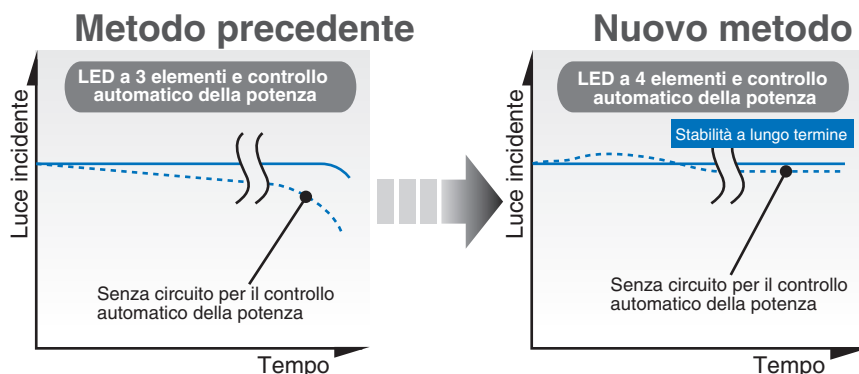 Metodo precedente
LED a 3 elementi e controllo
automatico della potenza
Luce incidente
Senza circuito per il controllo
automatico della potenza
Tempo
Nuovo metodo
LED a 4 elementi e controllo
automatico della potenza
Stabilità a lungo termine
Luce incidente
Senza circuito per il controllo
automatico della potenza
Tempo